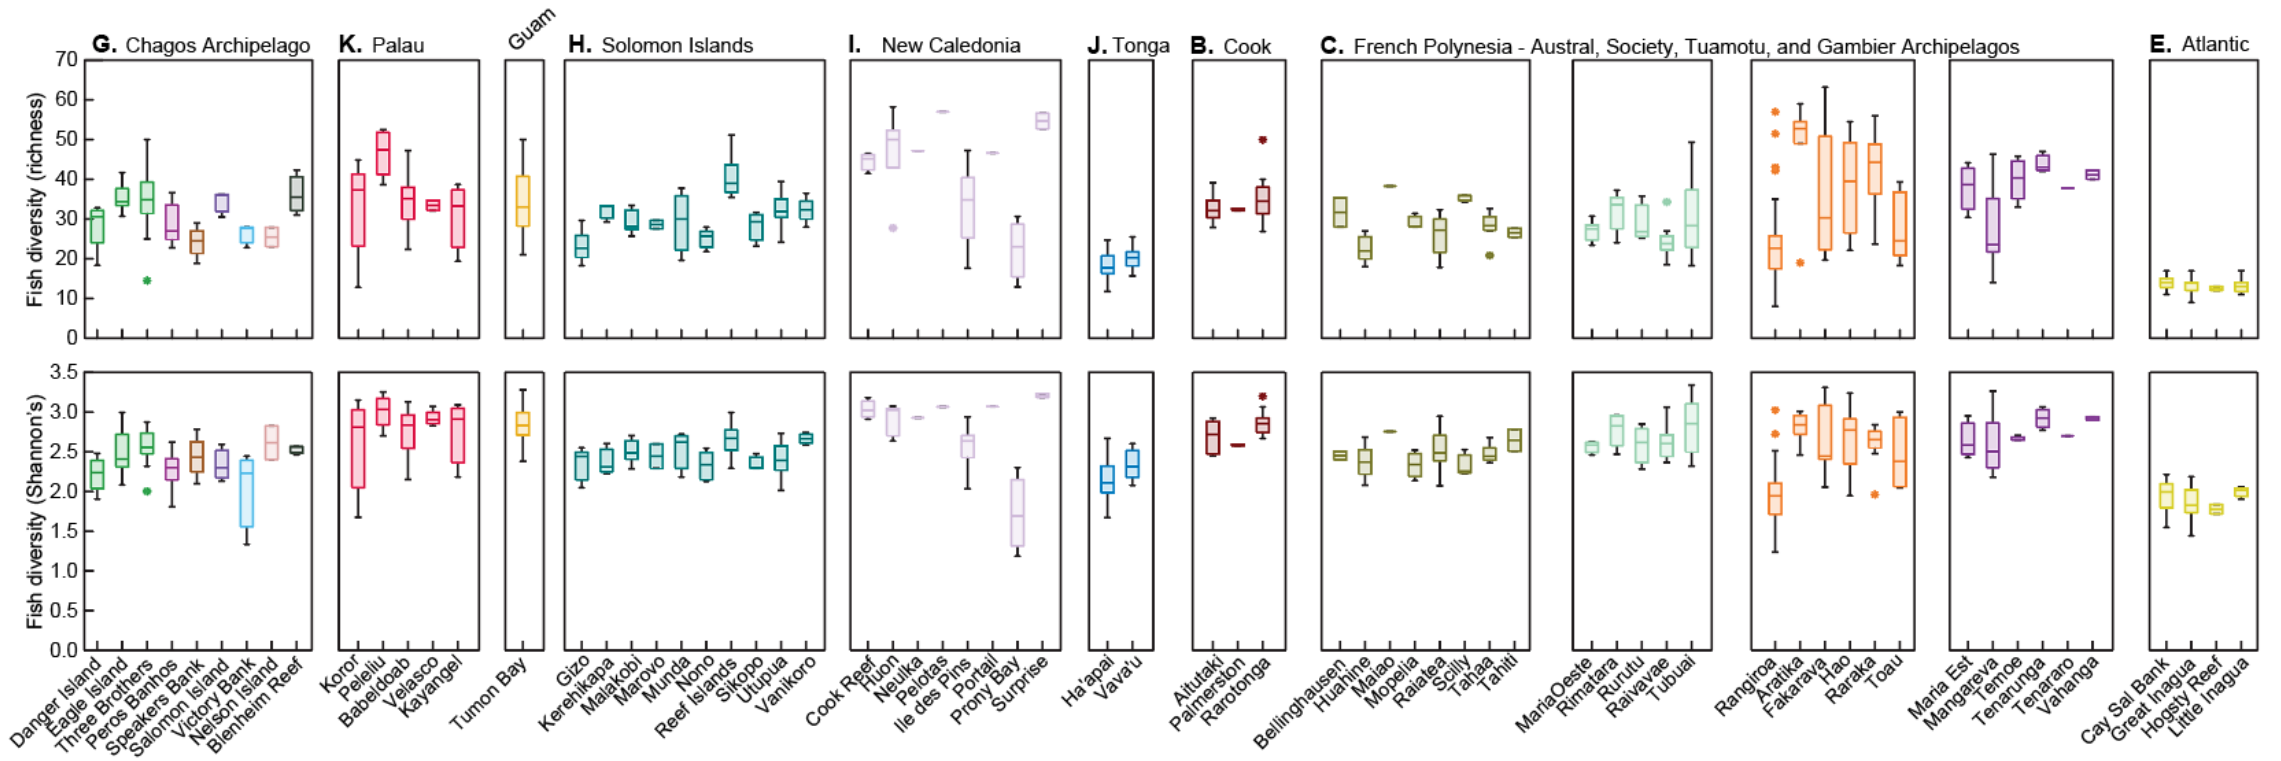 Guam
G. Chagos Archipelago
K. Palau
H. Solomon Islands
I. New Caledonia
J. Tonga
B. Cook
C. French Polynesia - Austral, Society, Tuamotu, and Gambier Archipelagos
E. Atlantic
Fish diversity (richness)
70
60
50
40
30
20
10
0
Fish diversity (Shannon's)
3.5
3.0
2.5
2.0
1.5
1.0
0.5
0.0
Danger Island
Eagle Island
Three Brothers
Peros Banhos
Speakers Bank
Salomon Island
Victory Bank
Nelson Island
Blenheim Reef
Koror
Peleliu
Babeldoab
Velasco
Kayangel
Tumon Bay
Gizo
Kerehikapa
Malakobi
Marovo
Munda
Nono
Reef Islands
Sikopo
Utupua
Vanikoro
Cook Reef
Huon
Neulka
Pelotas
Ile des Pins
Portail
Prony Bay
Surprise
Ha'apai
Vava'u
Aitutaki
Palmerston
Rarotonga
Bellinghausen
Huahine
Maiao
Mopelia
Raiatea
Scilly
Tahaa
Tahiti
MariaOeste
Rimatara
Rurutu
Raivavae
Tubuai
Rangiroa
Aratika
Fakarava
Hao
Raraka
Toau
Maria Est
Mangareva
Temoe
Tenarunga
Tenararo
Vahanga
Cay Sal Bank
Great Inagua
Hogsty Reef
Little Inagua